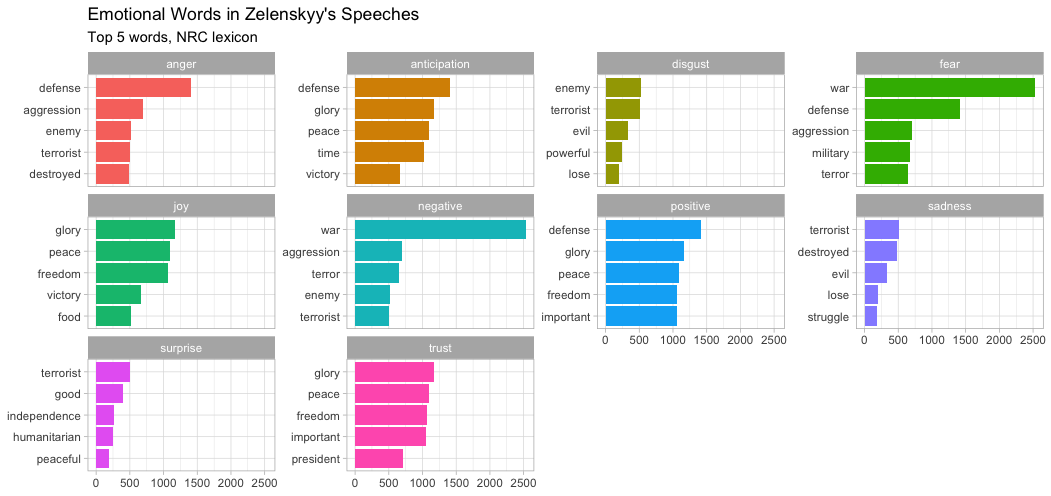 Emotional Words in Zelenskyy's Speeches
Top 5 words, NRC lexicon
anger
defense
aggression
enemy
terrorist
destroyed
anticipation
defense
glory
peace
time
victory
disgust
enemy
terrorist
evil
powerful
lose
fear
war
defense
aggression
military
terror
joy
glory
peace
freedom
victory
food
negative
war
aggression
terror
enemy
terrorist
positive
defense
glory
peace
freedom
important
0 500 1000 1500 2000 2500
sadness
terrorist
destroyed
evil
lose
struggle
0 500 1000 1500 2000 2500
surprise
terrorist
good
independence
humanitarian
peaceful
0 500 1000 1500 2000 2500
trust
glory
peace
freedom
important
president
0 500 1000 1500 2000 2500